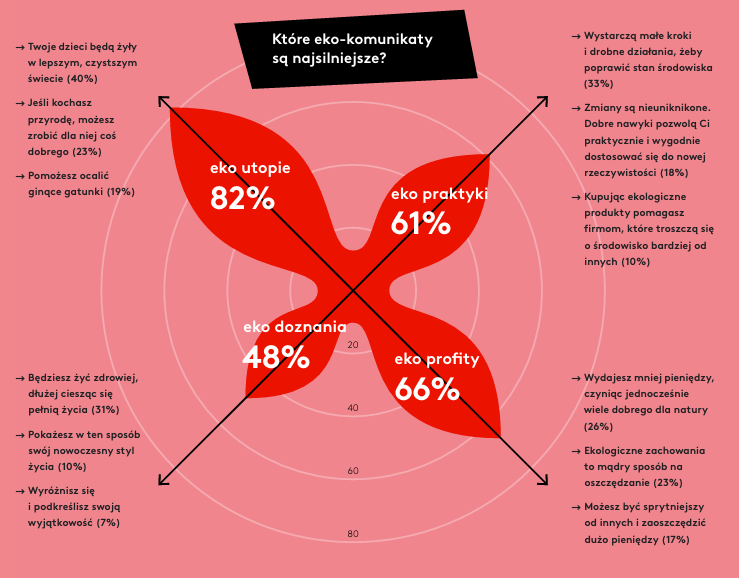 Które eko-komunikaty
są najsilniejsze?
→ Twoje dzieci będą żyły
w lepszym, czystszym
świecie (40%)
→ Jeśli kochasz
przyrodę, możesz
zrobić dla niej coś
dobrego (23%)
→ Pomożesz ocalić
ginące gatunki (19%)
→ Wystarczą małe kroki
i drobne działania, żeby
poprawić stan środowiska
(33%)
→ Zmiany są nieuniknikone.
Dobre nawyki pozwolą Ci
praktycznie i wygodnie
dostosować się do nowej
rzeczywistości (18%)
→ Kupując ekologiczne
produkty pomagasz
firmom, które troszczą się
o środowisko bardziej od
innych (10%)
eko utopie
82%
eko praktyki
61%
eko doznania
48%
eko profity
66%
20
40
60
80
→ Będziesz żyć zdrowiej,
dłużej ciesząc się
pełnią życia (31%)
→ Pokażesz w ten sposób
swój nowoczesny styl
życia (10%)
→ Wyróżnisz się
i podkreślisz swoją
wyjątkowość (7%)
→ Wydajesz mniej pieniędzy,
czyniąc jednocześnie
wiele dobrego dla natury
(26%)
→ Ekologiczne zachowania
to mądry sposób na
oszczędzanie (23%)
→ Możesz być sprytniejszy
od innych i zaoszczędzić
dużo pieniędzy (17%)